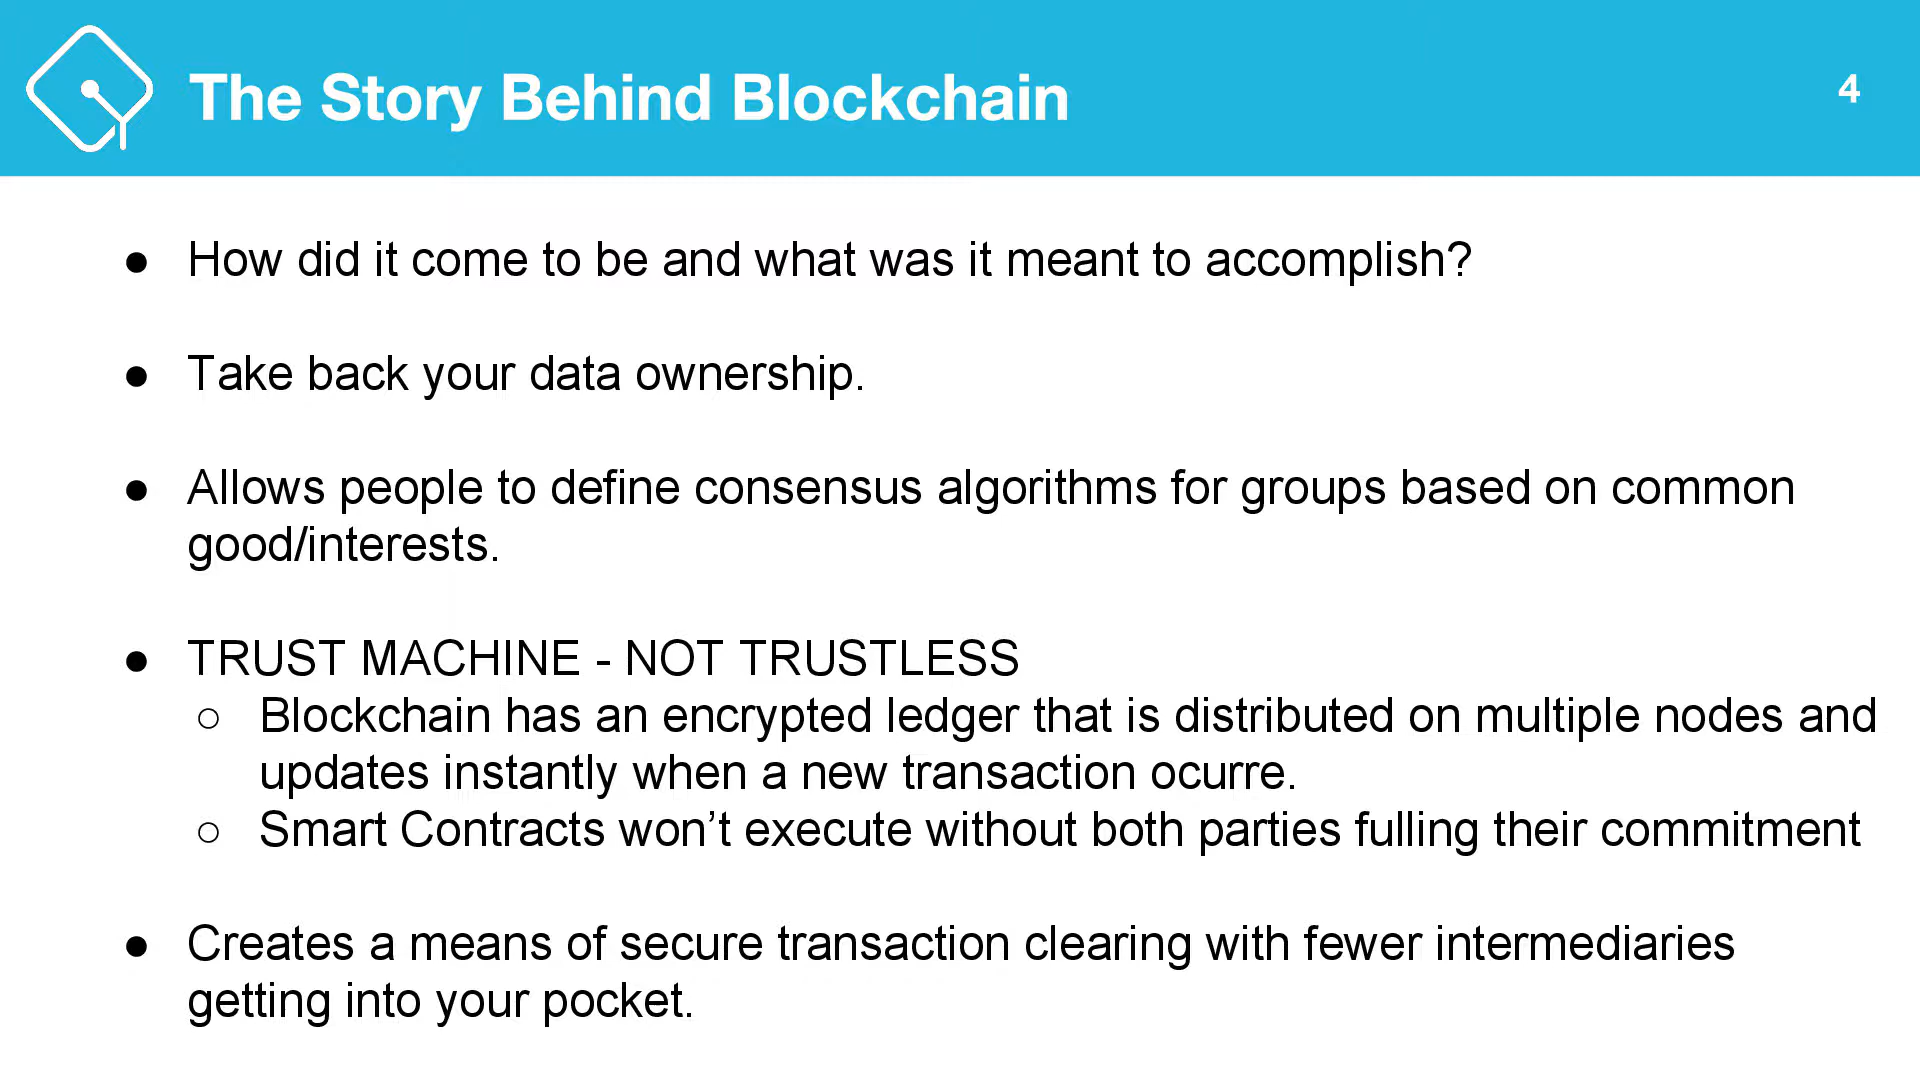 The Story Behind Blockchain
4
● How did it come to be and what was it meant to accomplish?
● Take back your data ownership.
● Allows people to define consensus algorithms for groups based on common
good/interests.
● TRUST MACHINE - NOT TRUSTLESS
○ Blockchain has an encrypted ledger that is distributed on multiple nodes and
updates instantly when a new transaction ocurre.
○ Smart Contracts won’t execute without both parties fulling their commitment
● Creates a means of secure transaction clearing with fewer intermediaries
getting into your pocket.